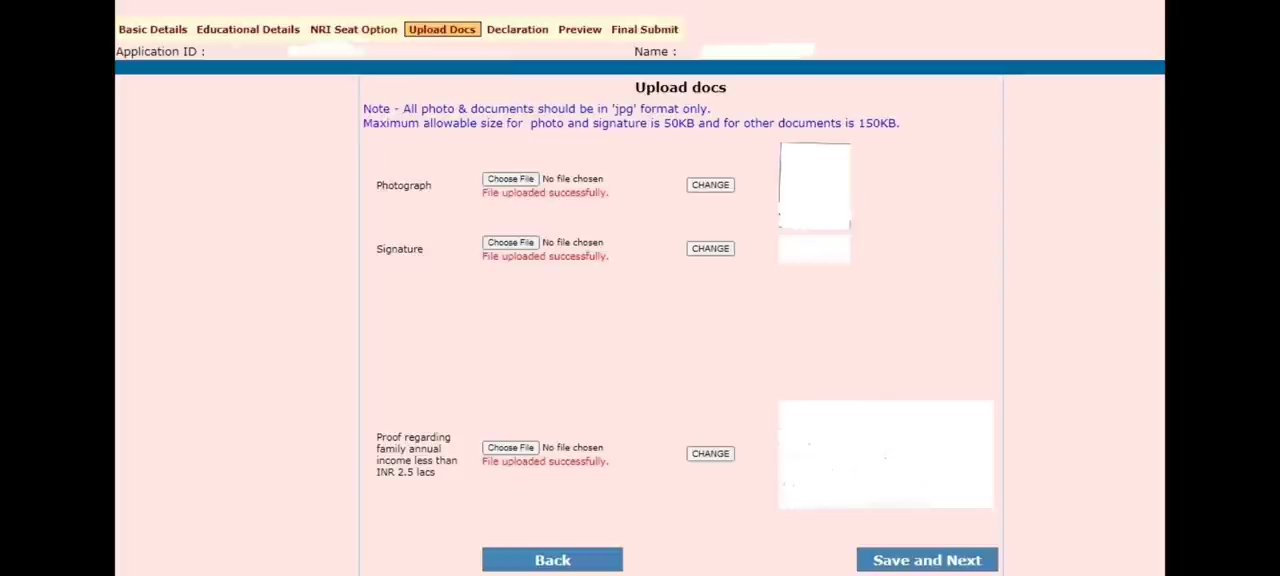 Basic Details Educational Details NRI Seat Option Upload Docs Declaration Preview Final Submit
Application ID : Name :
Upload docs
Note - All photo & documents should be in 'jpg' format only.
Maximum allowable size for photo and signature is 50KB and for other documents is 150KB.
Photograph
Choose File No file chosen
File uploaded successfully.
CHANGE
Signature
Choose File No file chosen
File uploaded successfully.
CHANGE
Proof regarding
family annual
income less than
INR 2.5 lacs
Choose File No file chosen
File uploaded successfully.
CHANGE
Back Save and Next